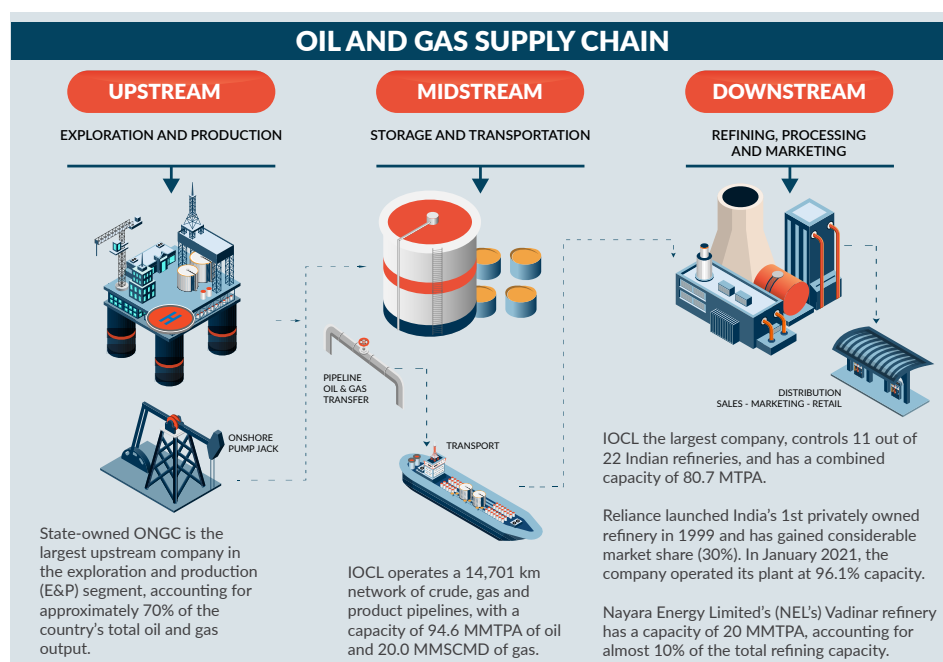 OIL AND GAS SUPPLY CHAIN
UPSTREAM
EXPLORATION AND PRODUCTION
ONSHORE
PUMP JACK
State-owned ONGC is the
largest upstream company in
the exploration and production
(E&P) segment, accounting for
approximately 70% of the
country's total oil and gas
output.
MIDSTREAM
STORAGE AND TRANSPORTATION
PIPELINE
OIL & GAS
TRANSFER
TRANSPORT
IOCL operates a 14,701 km
network of crude, gas and
product pipelines, with a
capacity of 94.6 MMTPA of oil
and 20.0 MMSCMD of gas.
DOWNSTREAM
REFINING, PROCESSING
AND MARKETING
DISTRIBUTION
SALES - MARKETING - RETAIL
IOCL the largest company, controls 11 out of
22 Indian refineries, and has a combined
capacity of 80.7 MTPA.
Reliance launched India's 1st privately owned
refinery in 1999 and has gained considerable
market share (30%). In January 2021, the
company operated its plant at 96.1% capacity.
Nayara Energy Limited's (NEL's) Vadinar refinery
has a capacity of 20 MMTPA, accounting for
almost 10% of the total refining capacity.